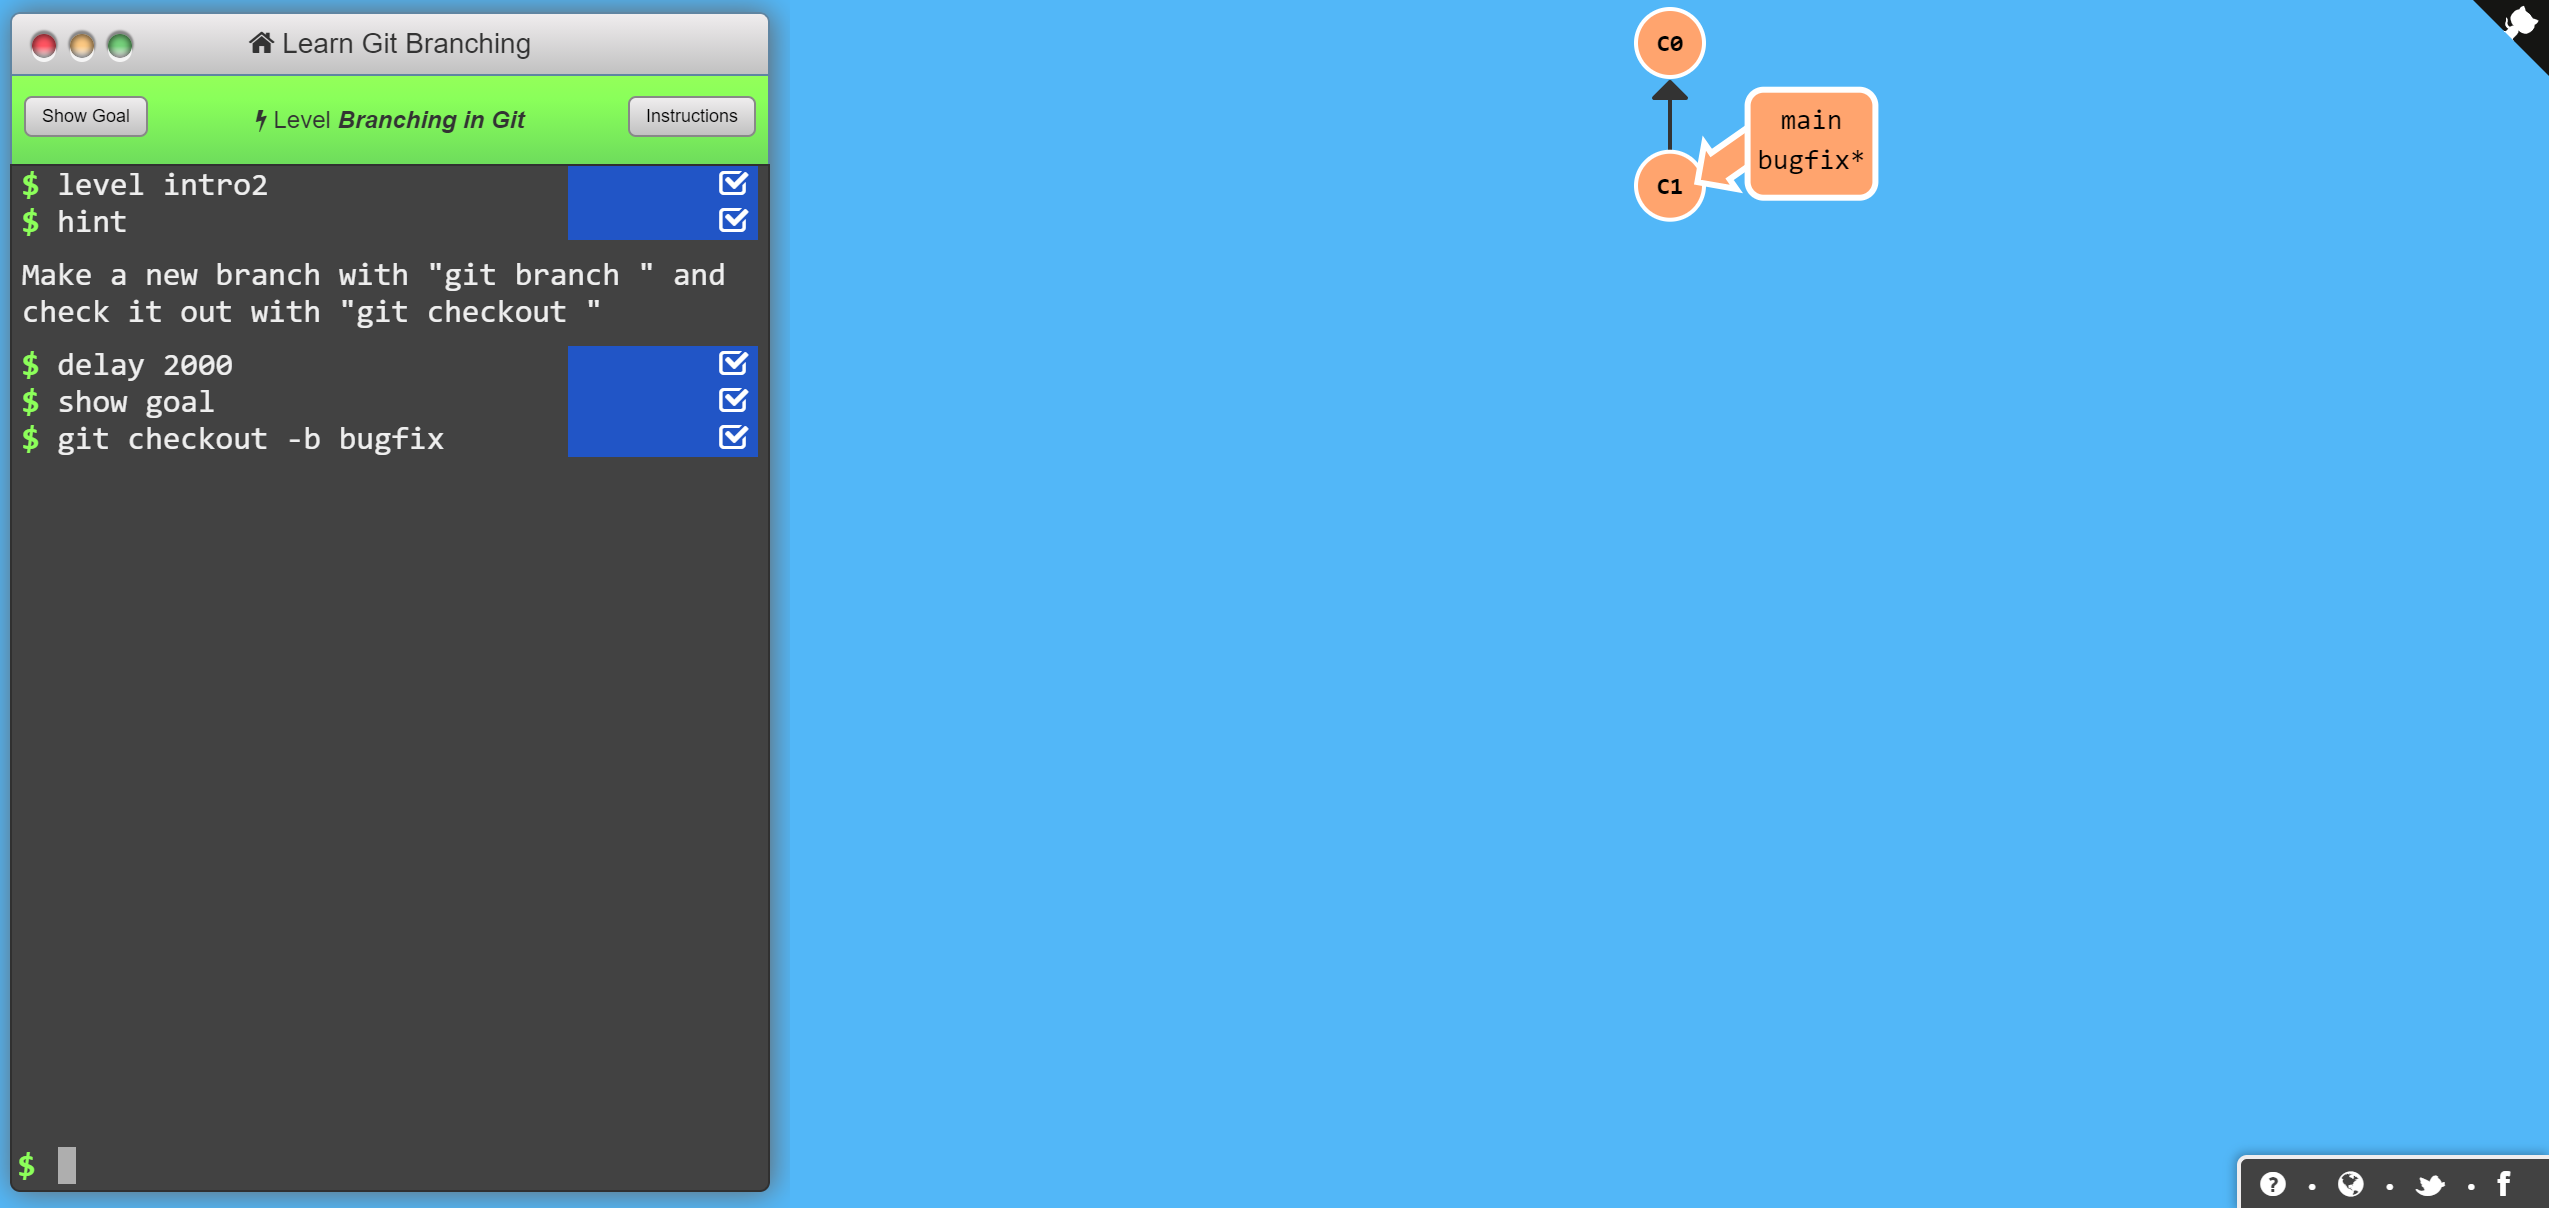 Learn Git Branching
Show Goal
Level Branching in Git
Instructions
$ level intro2
$ hint
Make a new branch with "git branch " and
check it out with "git checkout "
$ delay 2000
$ show goal
$ git checkout -b bugfix
$
C0
main
bugfix*
C1